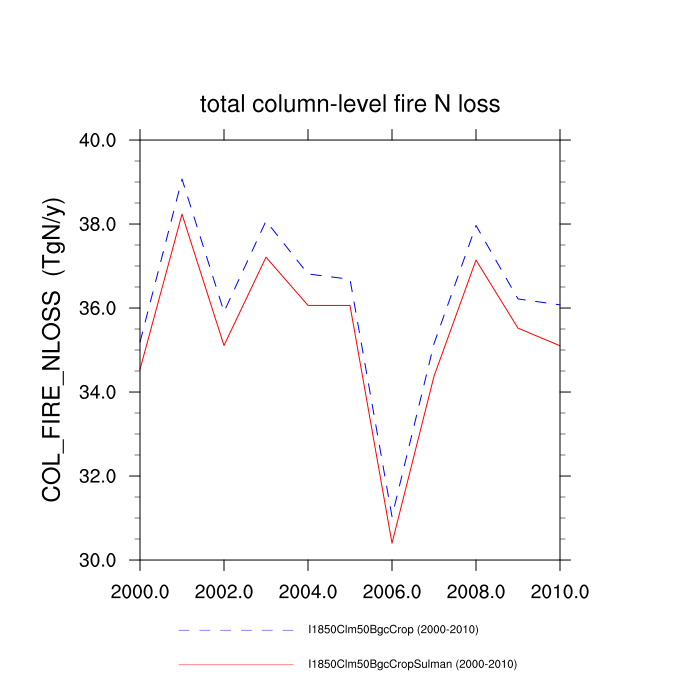 total column-level fire N loss
COL_FIRE_NLOSS (TgN/y)
40.0
38.0
36.0
34.0
32.0
30.0
2000.0 2002.0 2004.0 2006.0 2008.0 2010.0
I1850Clm50BgcCrop (2000-2010)
I1850Clm50BgcCropSulman (2000-2010)